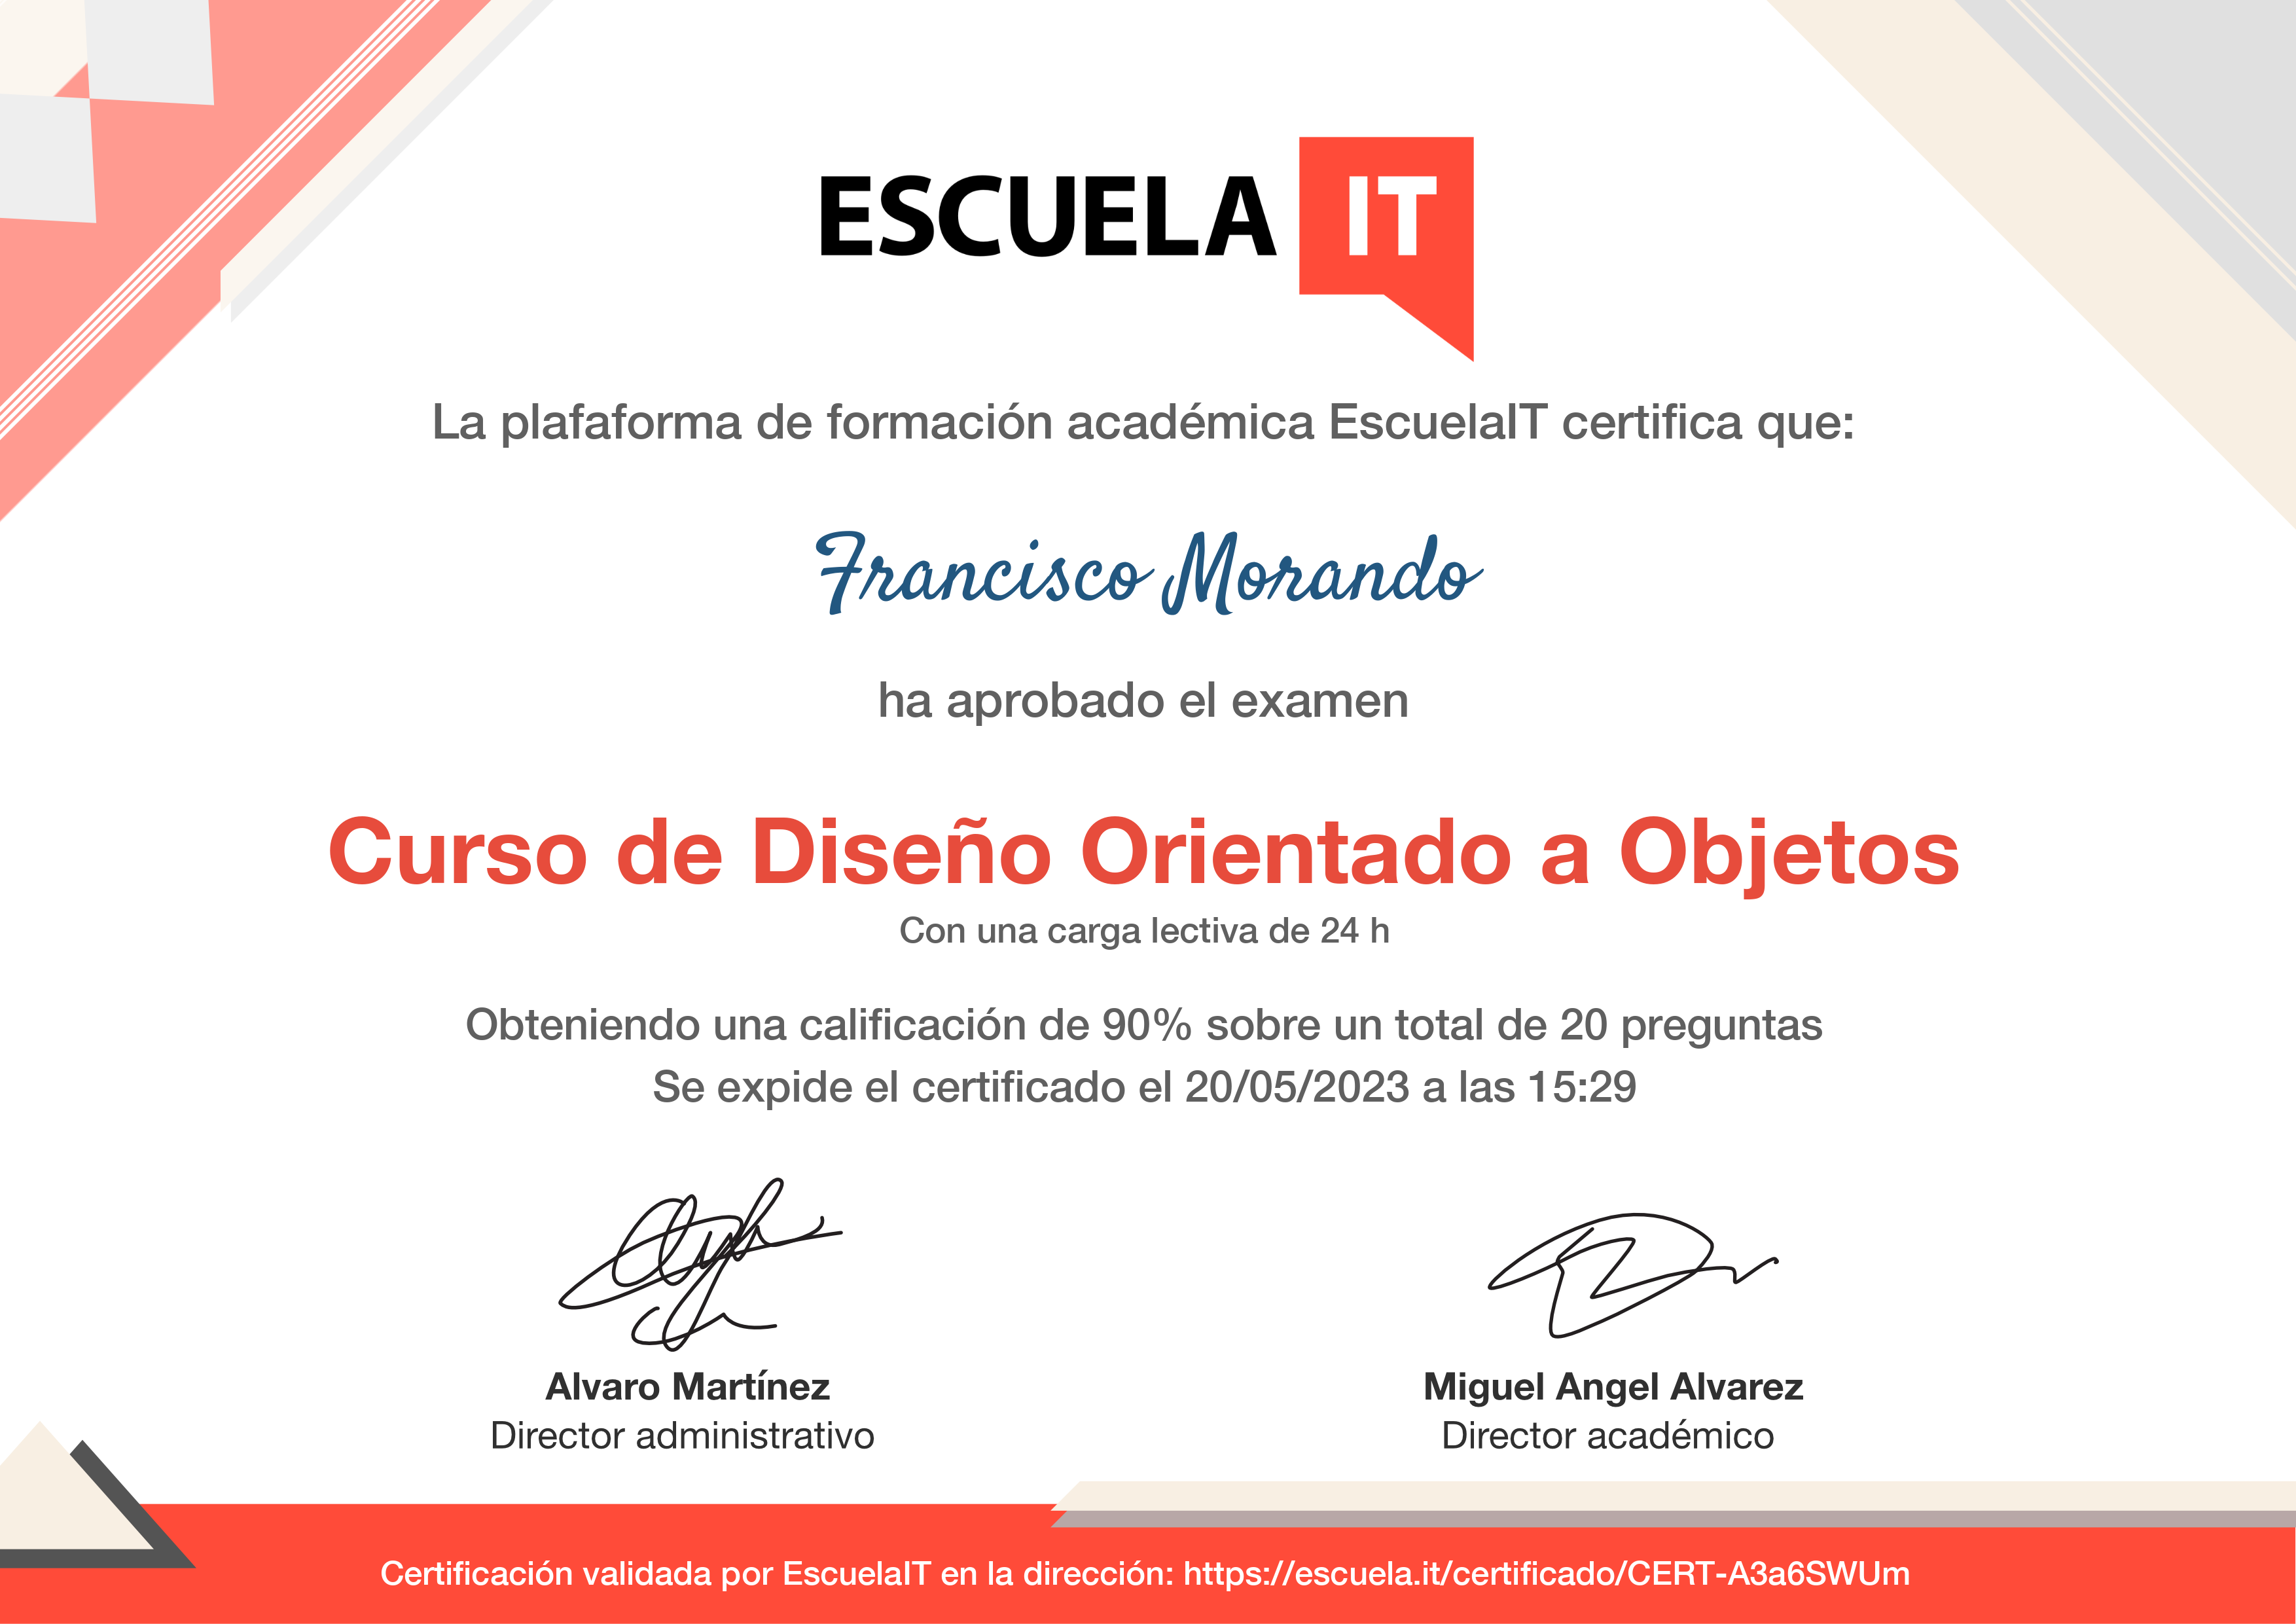 ESCUELA IT
La plafaforma de formación académica EscuelaIT certifica que:
Francisco Morando
ha aprobado el examen
Curso de Diseño Orientado a Objetos
Con una carga lectiva de 24 h
Obteniendo una calificación de 90% sobre un total de 20 preguntas
Se expide el certificado el 20/05/2023 a las 15:29
Alvaro Martínez
Director administrativo
Miguel Angel Alvarez
Director académico
Certificación validada por EscuelaIT en la dirección: https://escuela.it/certificado/CERT-A3a6SWUm